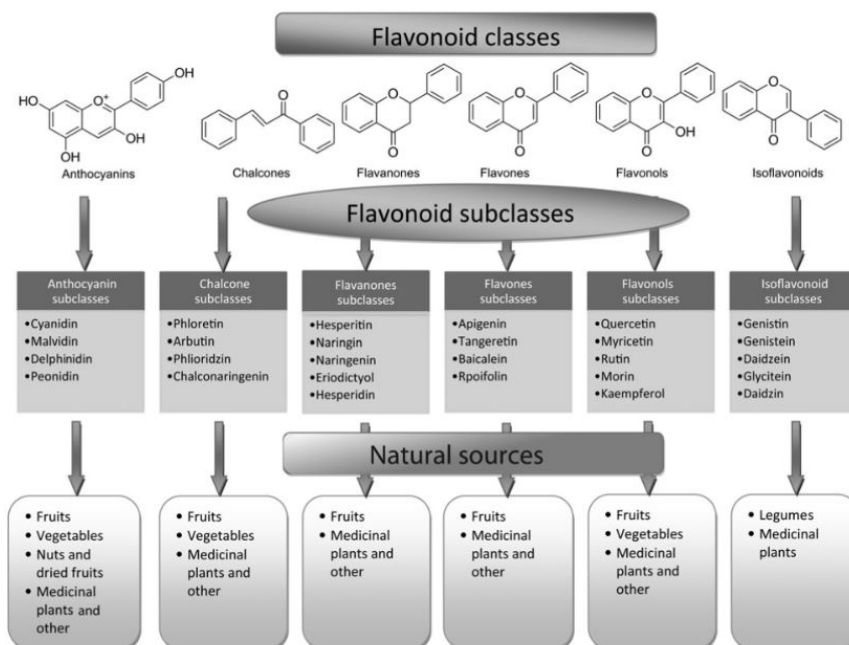 Flavonoid classes
OH
O+
HO
OH
OH
Anthocyanins
O
Chalcones
O
O
Flavanones
O
O
Flavones
O
OH
O
Flavonols
O
O
Isoflavonoids
Flavonoid subclasses
Anthocyanin
subclasses
•Cyanidin
•Malvidin
•Delphinidin
•Peonidin
Chalcone
subclasses
•Phloretin
•Arbutin
•Phlioridzin
•Chalconaringenin
Flavanones
subclasses
•Hesperitin
•Naringin
•Naringenin
•Eriodictyol
•Hesperidin
Flavones
subclasses
•Apigenin
•Tangeretin
•Baicalein
•Rpoifolin
Flavonols
subclasses
•Quercetin
•Myricetin
•Rutin
•Morin
•Kaempferol
Isoflavonoid
subclasses
•Genistin
•Genistein
•Daidzein
•Glycitein
•Daidzin
Natural sources
• Fruits
• Vegetables
• Nuts and
dried fruits
• Medicinal
plants and
other
• Fruits
• Vegetables
• Medicinal
plants and
other
• Fruits
• Medicinal
plants and
other
• Fruits
• Medicinal
plants and
other
• Fruits
• Vegetables
• Medicinal
plants and
other
• Legumes
• Medicinal
plants